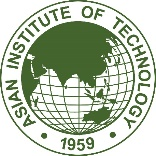 ASIAN INSTITUTE OF TECHNOLOGY
• 1959 •